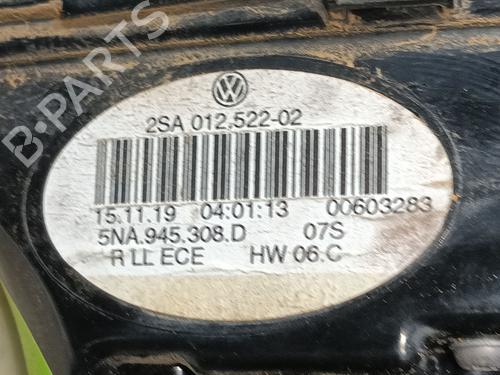 2SA 012.522-02
15.11.19 04:01:13 00603283
5NA.945.308.D 07S
R LL ECE HW 06.C
B-PARTS